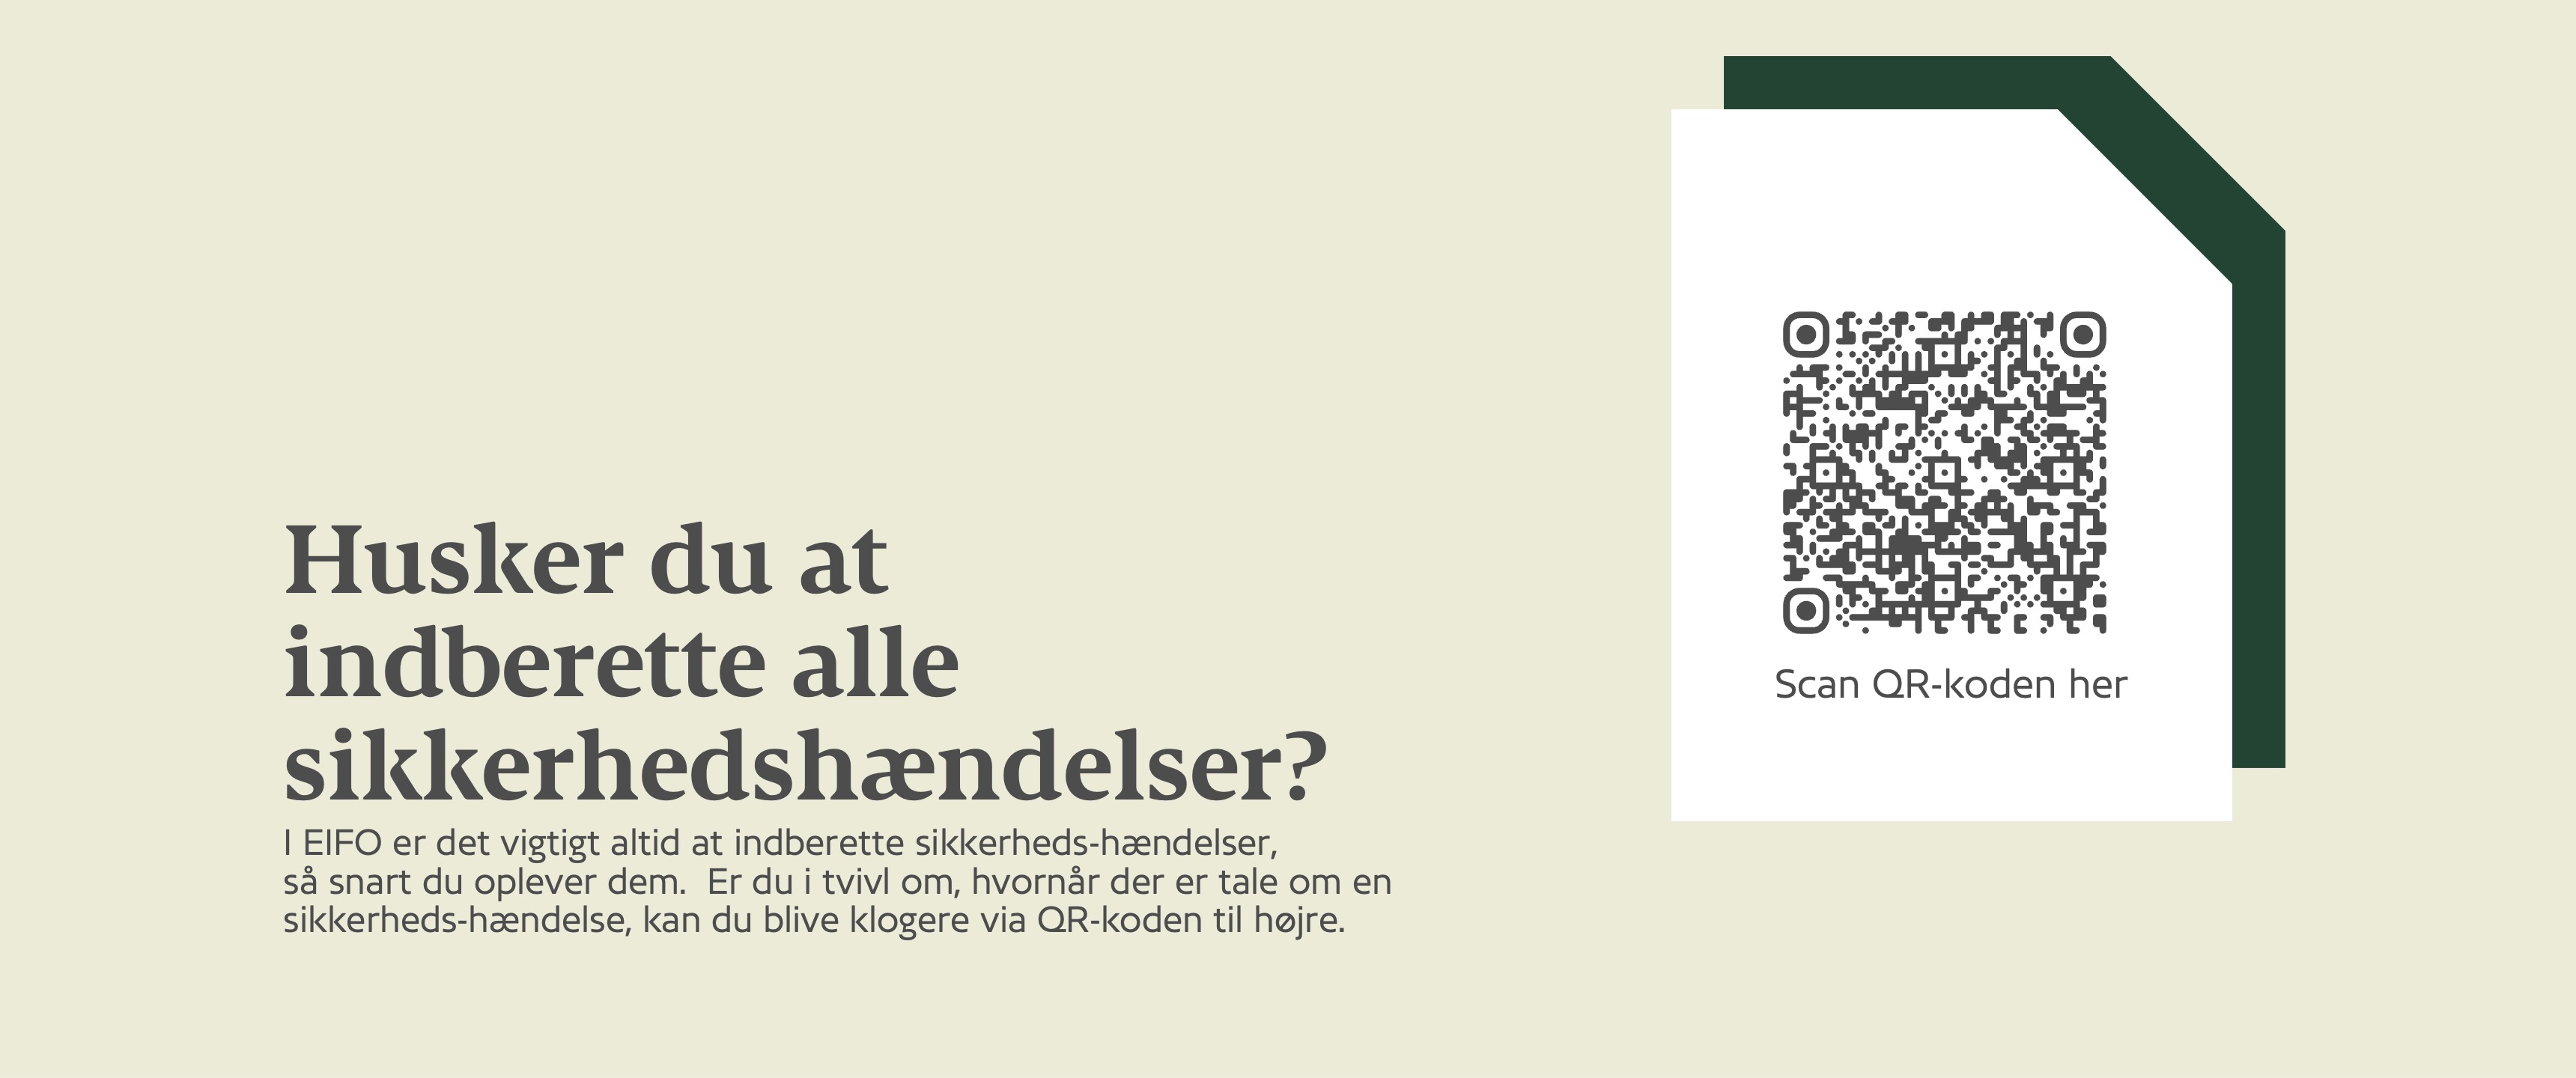 Husker du at
indberette alle
sikkerhedshændelser?
I EIFO er det vigtigt altid at indberette sikkerheds-hændelser,
så snart du oplever dem.  Er du i tvivl om, hvornår der er tale om en
sikkerheds-hændelse, kan du blive klogere via QR-koden til højre.
Scan QR-koden her